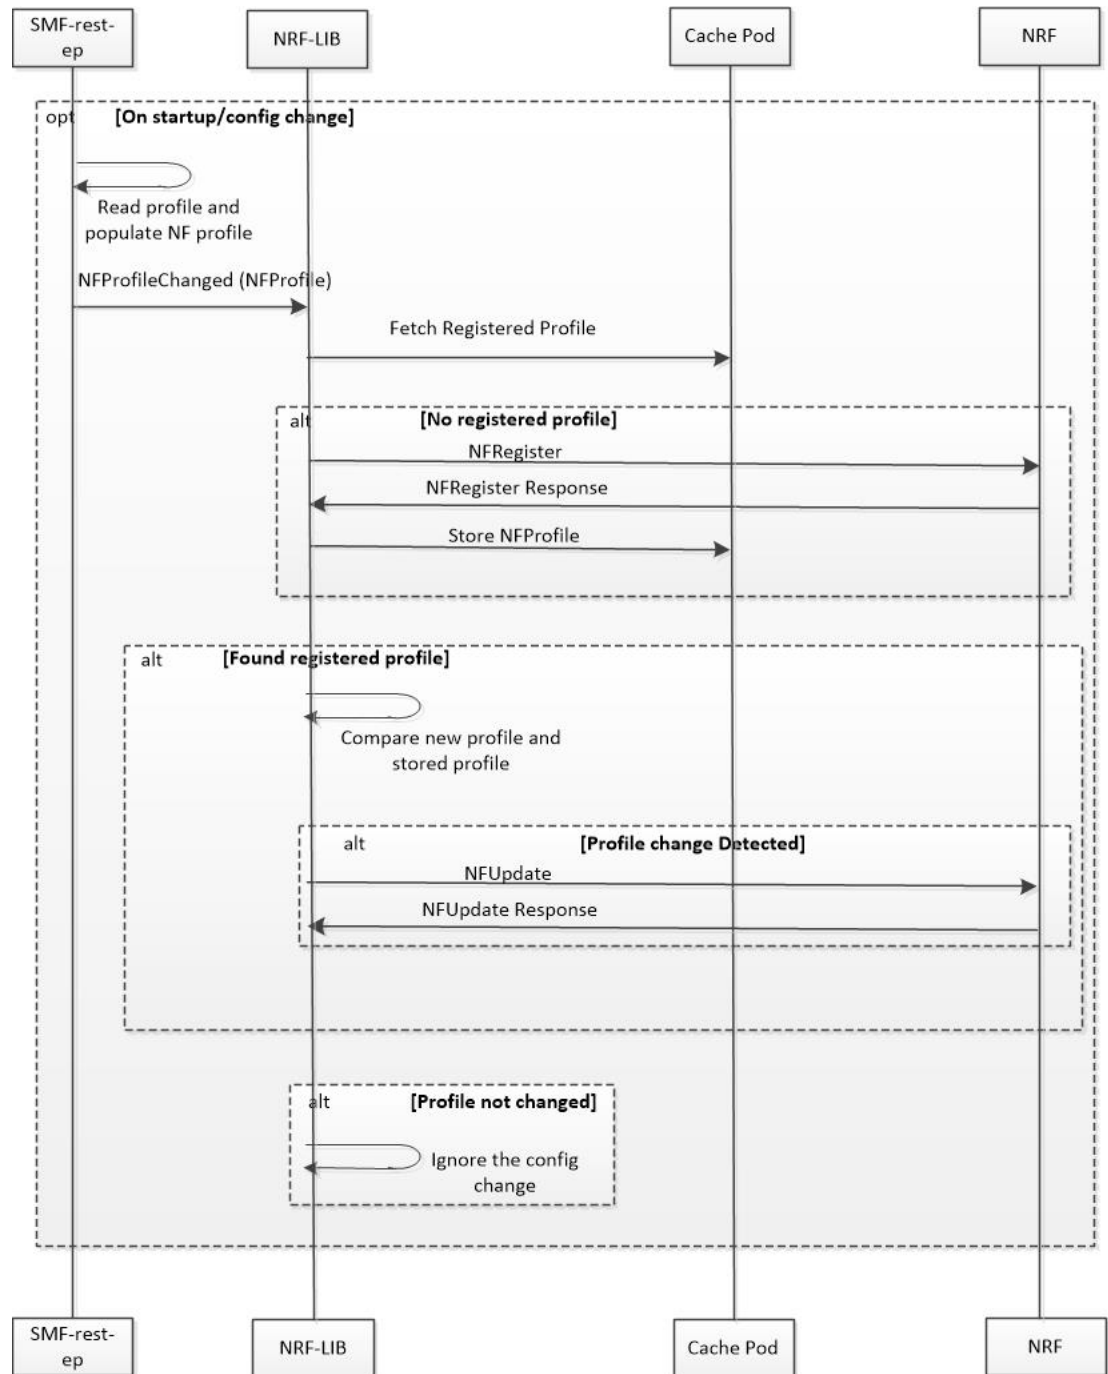 SMF-rest-
ep
NRF-LIB
Cache Pod
NRF
opt
[On startup/config change]
Read profile and
populate NF profile
NFProfileChanged (NFProfile)
Fetch Registered Profile
alt
[No registered profile]
NFRegister
NFRegister Response
Store NFProfile
alt
[Found registered profile]
Compare new profile and
stored profile
alt
[Profile change Detected]
NFUpdate
NFUpdate Response
alt
[Profile not changed]
Ignore the config
change
SMF-rest-
ep
NRF-LIB
Cache Pod
NRF